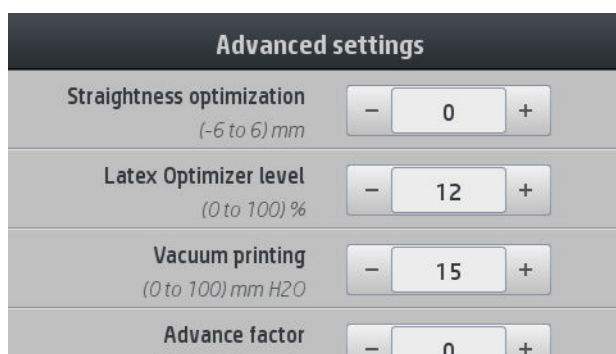 Advanced settings
Straightness optimization
− 0 +
(-6 to 6) mm
Latex Optimizer level
− 12 +
(0 to 100) %
Vacuum printing
− 15 +
(0 to 100) mm H2O
Advance factor
− 0 +